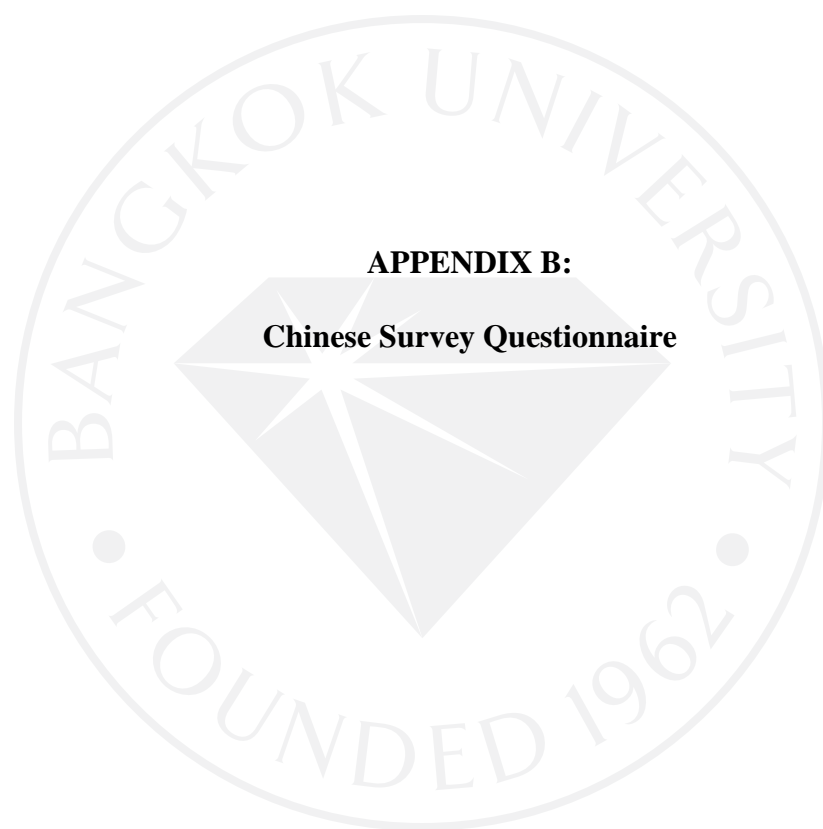 BANGKOK UNIVERSITY
APPENDIX B:
Chinese Survey Questionnaire
• FOUNDED 1962 •